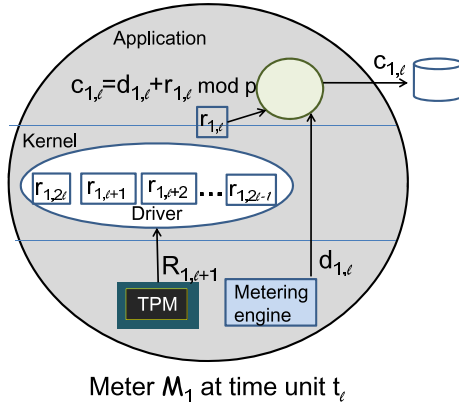 Application
c1,ℓ=d1,ℓ+r1,ℓ mod p
c1,ℓ
r1,ℓ
Kernel
r1,2ℓ r1,ℓ+1 r1,ℓ+2 ... r1,2ℓ-1
Driver
R1,ℓ+1
d1,ℓ
TPM
Metering
engine
Meter M1 at time unit tℓ